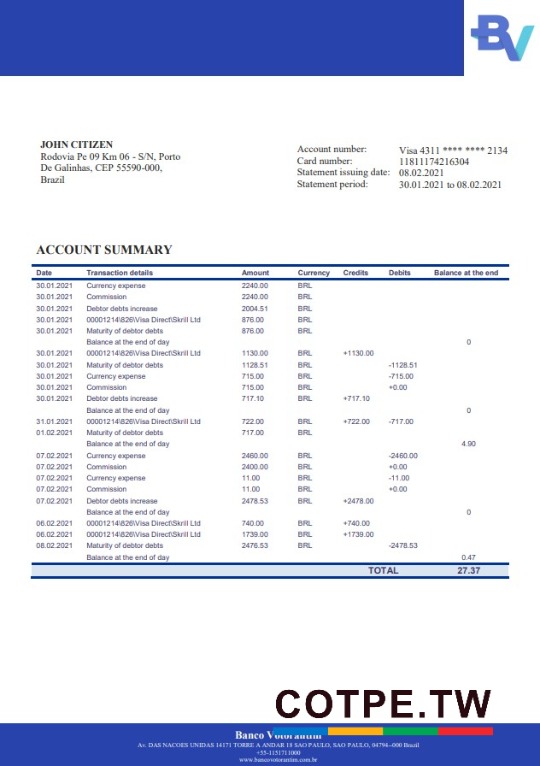 BV
JOHN CITIZEN
Rodovia Pe 09 Km 06 - S/N, Porto
De Galinhas, CEP 55590-000,
Brazil
Account number: Visa 4311 **** **** 2134
Card number: 11811174216304
Statement issuing date: 08.02.2021
Statement period: 30.01.2021 to 08.02.2021
ACCOUNT SUMMARY
Date Transaction details Amount Currency Credits Debits Balance at the end
30.01.2021 Currency expense 2240.00 BRL
30.01.2021 Commission 2240.00 BRL
30.01.2021 Debtor debts increase 2004.51 BRL
30.01.2021 00001214\826\Visa Direct\Skrill Ltd 876.00 BRL
30.01.2021 Maturity of debtor debts 876.00 BRL
Balance at the end of day 0
30.01.2021 00001214\826\Visa Direct\Skrill Ltd 1130.00 BRL +1130.00
30.01.2021 Maturity of debtor debts 1128.51 BRL -1128.51
30.01.2021 Currency expense 715.00 BRL -715.00
30.01.2021 Commission 715.00 BRL +0.00
30.01.2021 Debtor debts increase 717.10 BRL +717.10
Balance at the end of day 0
31.01.2021 00001214\826\Visa Direct\Skrill Ltd 722.00 BRL +722.00 -717.00
01.02.2021 Maturity of debtor debts 717.00 BRL
Balance at the end of day 4.90
07.02.2021 Currency expense 2460.00 BRL -2460.00
07.02.2021 Commission 2400.00 BRL +0.00
07.02.2021 Currency expense 11.00 BRL -11.00
07.02.2021 Commission 11.00 BRL +0.00
07.02.2021 Debtor debts increase 2478.53 BRL +2478.00
Balance at the end of day 0
06.02.2021 00001214\826\Visa Direct\Skrill Ltd 740.00 BRL +740.00
06.02.2021 00001214\826\Visa Direct\Skrill Ltd 1739.00 BRL +1739.00
08.02.2021 Maturity of debtor debts 2476.53 BRL -2478.53
Balance at the end of day 0.47
TOTAL 27.37
COTPE.TW
Banco Votorantim
Av. DAS NACOES UNIDAS 14171 TORRE A ANDAR 18 SAO PAULO, SAO PAULO, 04794--000 Brazil
+55-1151711000
www.bancovotorantim.com.br